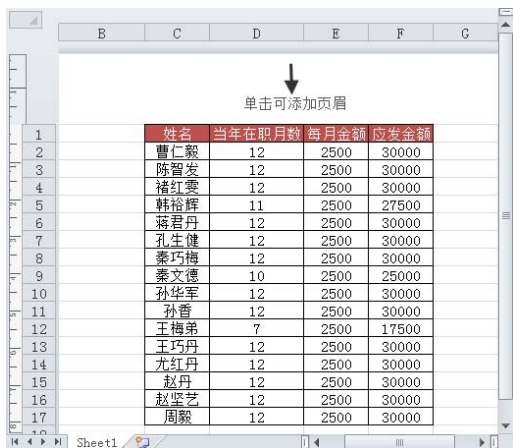 B C D E F G
单击可添加页眉
1 姓名 当年在职月数 每月金额 应发金额
2 曹仁毅 12 2500 30000
3 陈智发 12 2500 30000
4 褚红雯 12 2500 30000
5 韩裕辉 11 2500 27500
6 蒋君丹 12 2500 30000
7 孔生健 12 2500 30000
8 秦巧梅 12 2500 30000
9 秦文德 10 2500 25000
10 孙华军 12 2500 30000
11 孙香 12 2500 30000
12 王梅弟 7 2500 17500
13 王巧丹 12 2500 30000
14 尤红丹 12 2500 30000
15 赵丹 12 2500 30000
16 赵坚艺 12 2500 30000
17 周毅 12 2500 30000
Sheet1